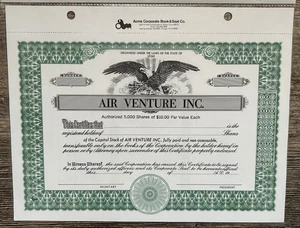 Acme Corporate Book & Seal Co.
ORGANIZED UNDER THE LAWS OF THE STATE OF
NUMBER
SHARES
AIR VENTURE INC.
Authorized 5,000 Shares of $10.00 Par Value Each
This Certifies that is the
registered holder of Shares
of the Capital Stock of AIR VENTURE INC., fully paid and non-assessable,
transferable only on the books of the Corporation by the holder hereof in
person or by Attorney upon surrender of this Certificate properly endorsed.
In Witness Whereof, the said Corporation has caused this Certificate to be signed
by its duly authorized officers and its Corporate Seal to be hereunto affixed
this day of A.D.
SECRETARY
PRESIDENT